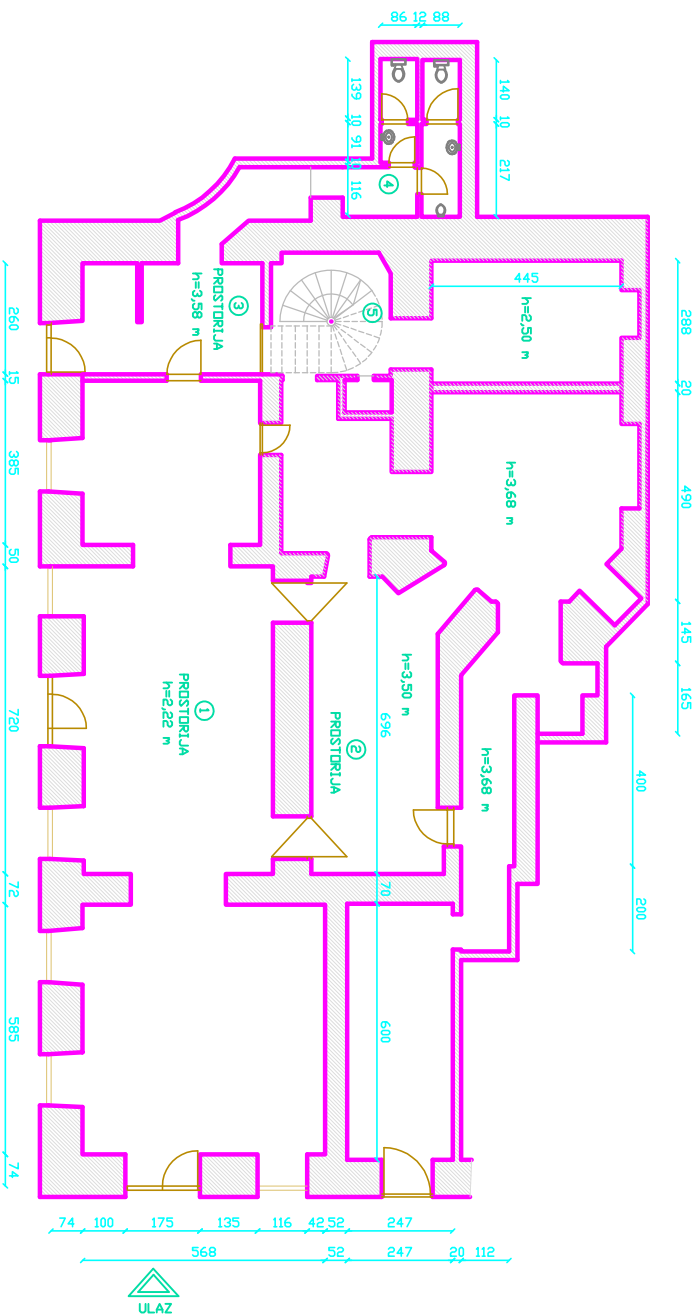 86 12 88
139 10 91 10 116
140 10 217
4
3
PROSTORIJA
h=3,58 m
5
445
h=2,50 m
288 20 490 145 165
260 15 385 50 720 72 585 74
h=3,68 m
h=3,50 m
696
1
PROSTORIJA
h=2,22 m
2
PROSTORIJA
h=3,68 m
400
200
70
600
74 100 175 135 116 42 52 247
568 52 247 20 112
ULAZ